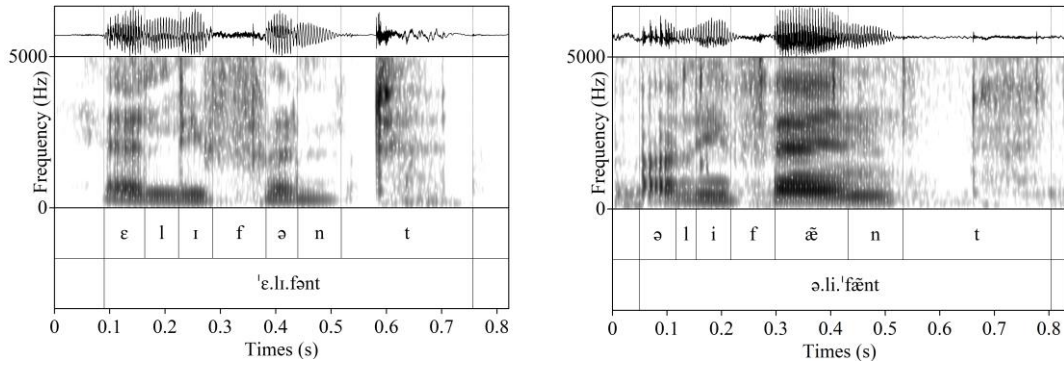 5000
Frequency (Hz)
0
ɛ l ɪ f ə n t
ˈɛ.lɪ.fənt
0 0.1 0.2 0.3 0.4 0.5 0.6 0.7 0.8
Times (s)
5000
Frequency (Hz)
0
ə l i f æ̃ n t
ə.li.ˈfæ̃nt
0 0.1 0.2 0.3 0.4 0.5 0.6 0.7 0.8
Times (s)